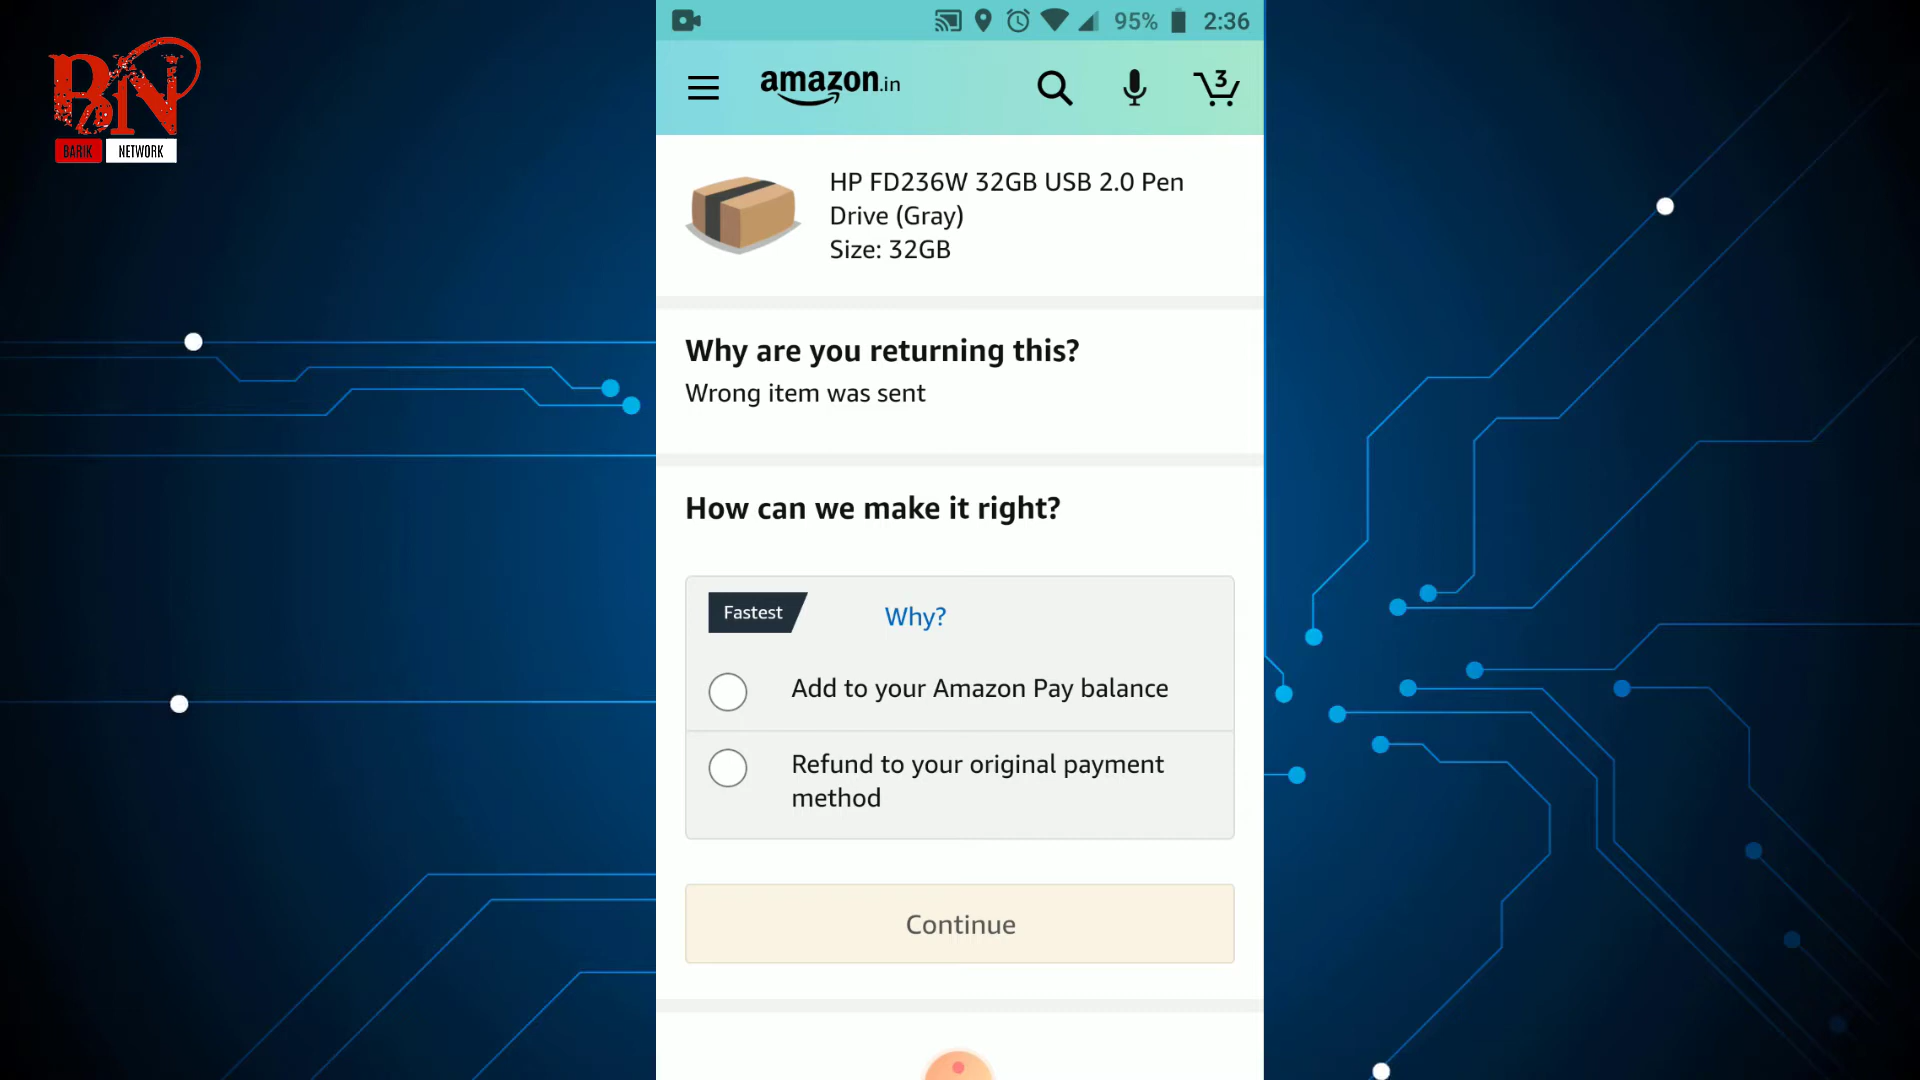 BN
BARIK NETWORK
95% 2:36
amazon.in
3
HP FD236W 32GB USB 2.0 Pen
Drive (Gray)
Size: 32GB
Why are you returning this?
Wrong item was sent
How can we make it right?
Fastest Why?
Add to your Amazon Pay balance
Refund to your original payment
method
Continue